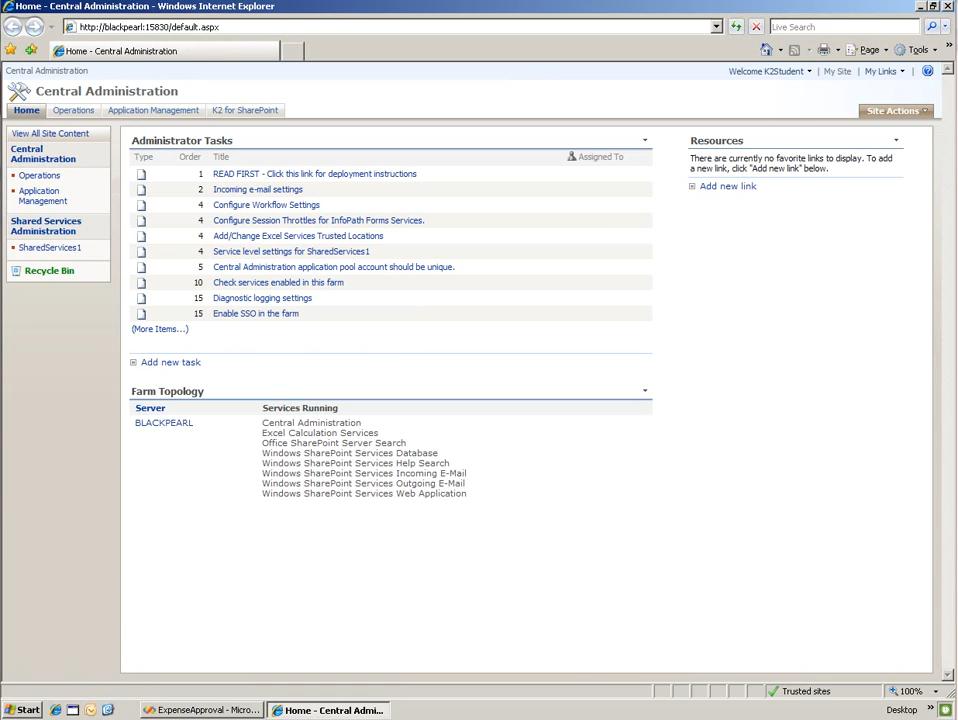 Home - Central Administration - Windows Internet Explorer
http://blackpearl:15830/default.aspx
Live Search
Home - Central Administration
Page
Tools
Central Administration
Welcome K2Student
My Site
My Links
Central Administration
Home
Operations
Application Management
K2 for SharePoint
Site Actions
View All Site Content
Central
Administration
Operations
Application
Management
Shared Services
Administration
SharedServices1
Recycle Bin
Administrator Tasks
Type Order Title Assigned To
1 READ FIRST - Click this link for deployment instructions
2 Incoming e-mail settings
4 Configure Workflow Settings
4 Configure Session Throttles for InfoPath Forms Services.
4 Add/Change Excel Services Trusted Locations
4 Service level settings for SharedServices1
5 Central Administration application pool account should be unique.
10 Check services enabled in this farm
15 Diagnostic logging settings
15 Enable SSO in the farm
(More Items...)
Add new task
Farm Topology
Server Services Running
BLACKPEARL Central Administration
Excel Calculation Services
Office SharePoint Server Search
Windows SharePoint Services Database
Windows SharePoint Services Help Search
Windows SharePoint Services Incoming E-Mail
Windows SharePoint Services Outgoing E-Mail
Windows SharePoint Services Web Application
Resources
There are currently no favorite links to display. To add
a new link, click "Add new link" below.
Add new link
Trusted sites
100%
Start
ExpenseApproval - Micro...
Home - Central Admi...
Desktop